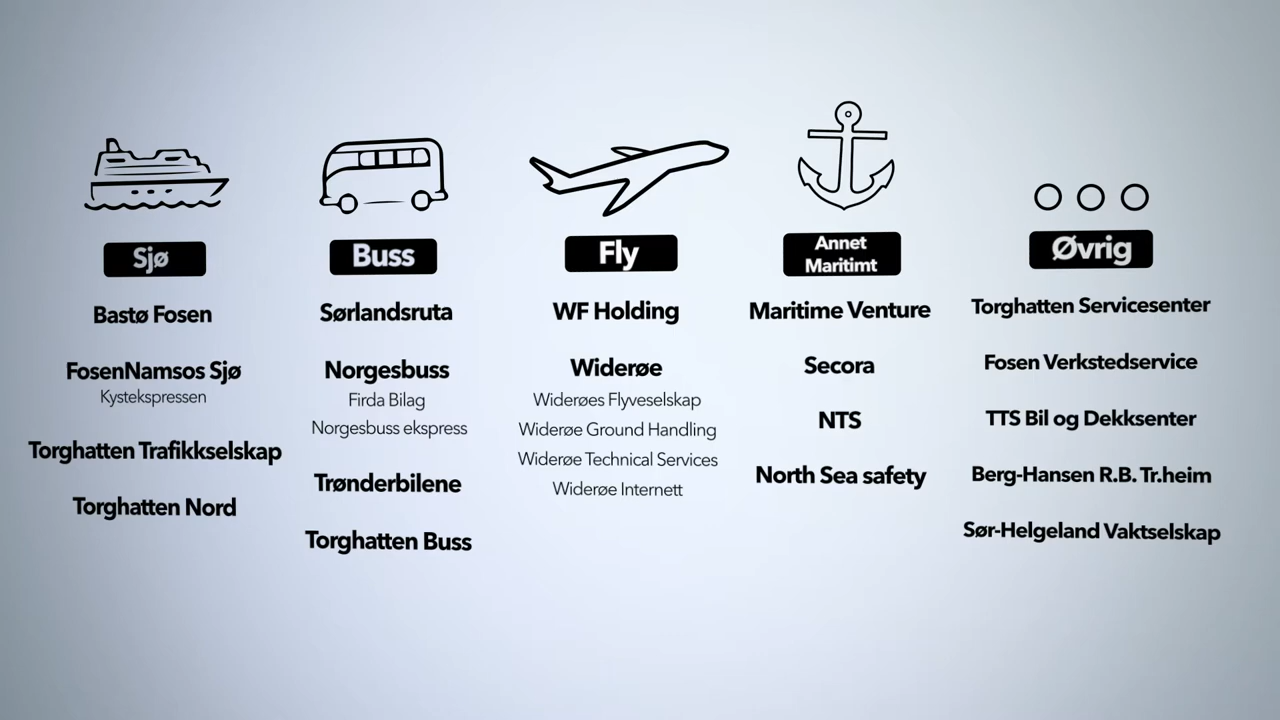 Sjø
Bastø Fosen
FosenNamsos Sjø
Kystekspressen
Torghatten Trafikkselskap
Torghatten Nord
Buss
Sørlandsruta
Norgesbuss
Firda Bilag
Norgesbuss ekspress
Trønderbilene
Torghatten Buss
Fly
WF Holding
Widerøe
Widerøes Flyveselskap
Widerøe Ground Handling
Widerøe Technical Services
Widerøe Internett
Annet
Maritimt
Maritime Venture
Secora
NTS
North Sea safety
Øvrig
Torghatten Servicesenter
Fosen Verkstedservice
TTS Bil og Dekksenter
Berg-Hansen R.B. Tr.heim
Sør-Helgeland Vaktselskap